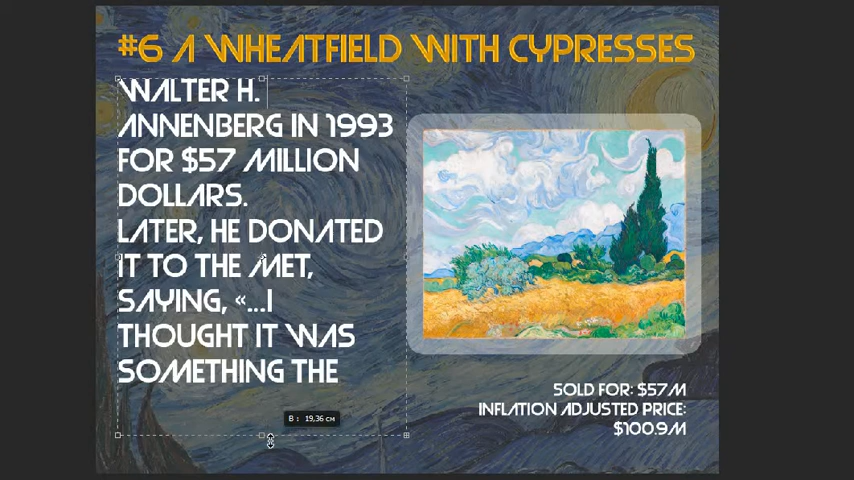 #6 A WHEATFIELD WITH CYPRESSES
WALTER H.
ANNENBERG IN 1993
FOR $57 MILLION
DOLLARS.
LATER, HE DONATED
IT TO THE MET,
SAYING, «...I
THOUGHT IT WAS
SOMETHING THE
SOLD FOR: $57M
INFLATION ADJUSTED PRICE:
$100.9M
В: 19,36 см